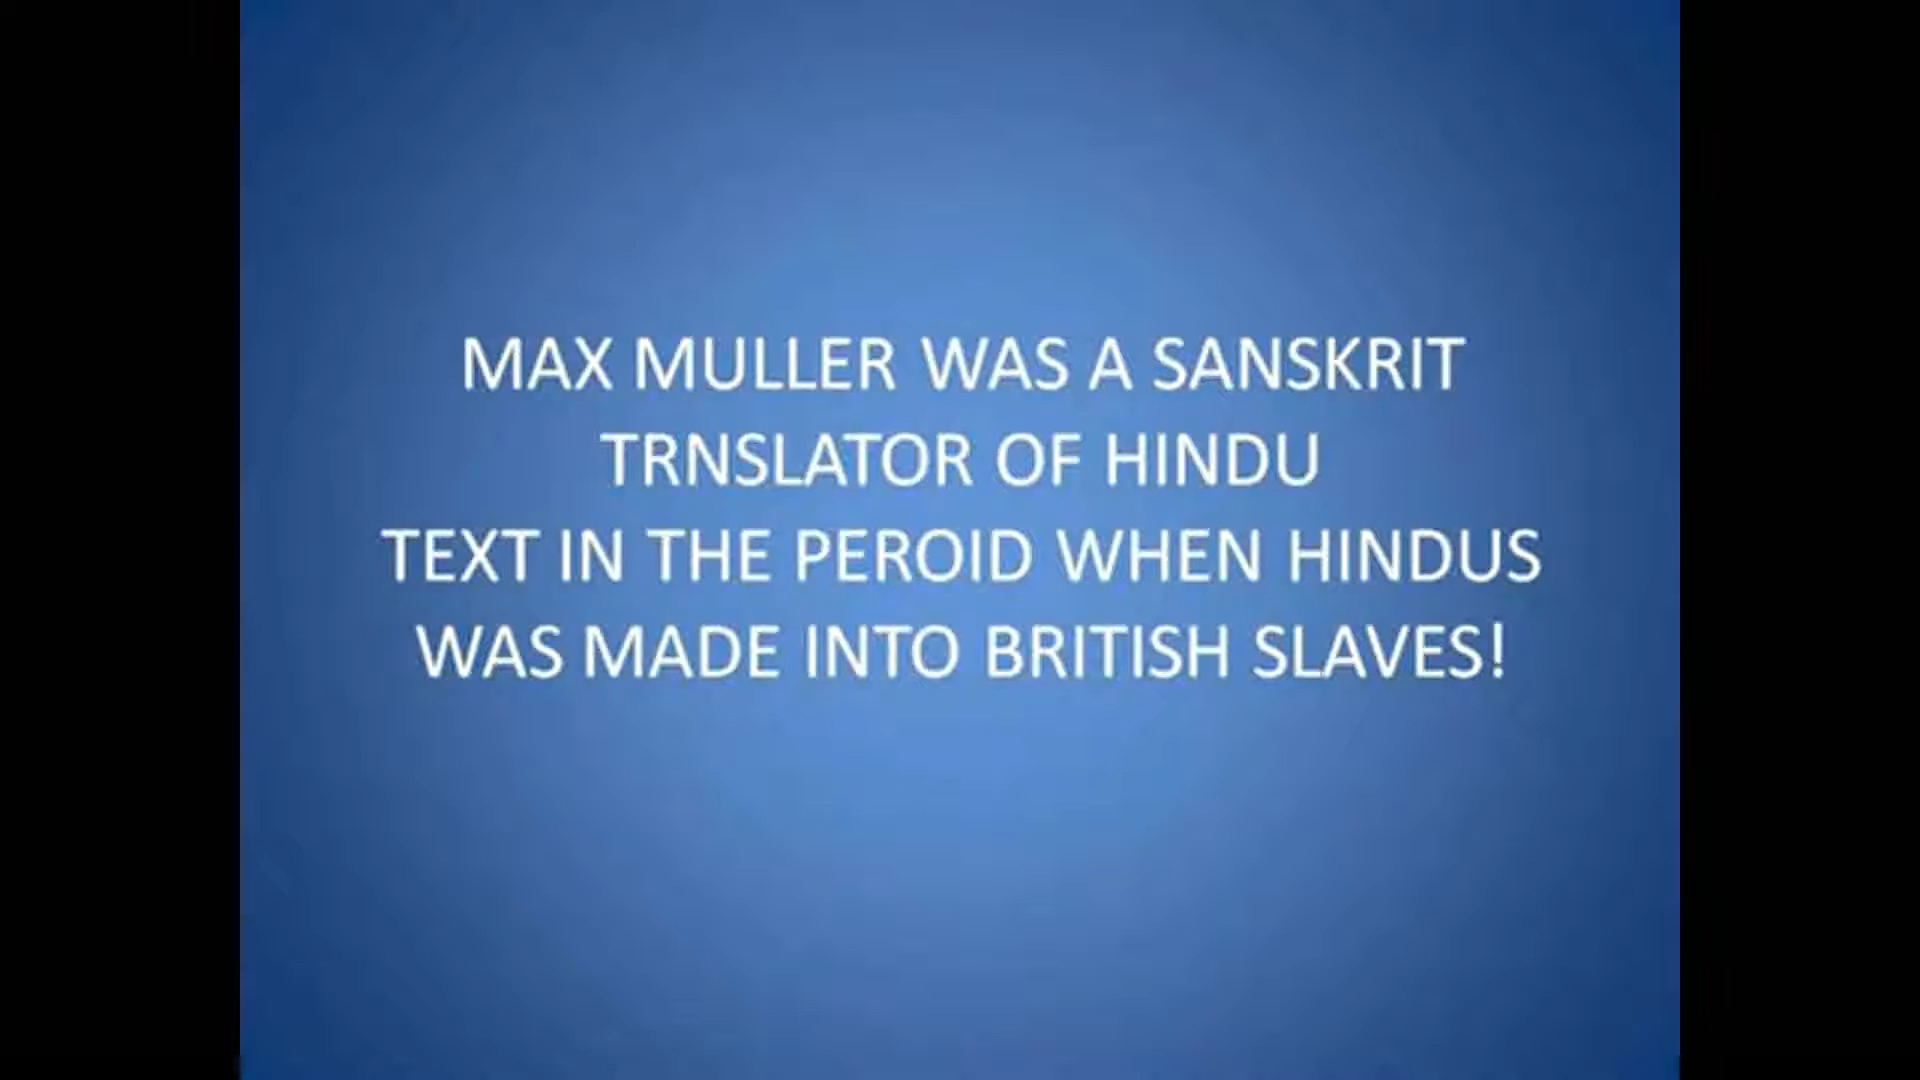 MAX MULLER WAS A SANSKRIT
TRNSLATOR OF HINDU
TEXT IN THE PEROID WHEN HINDUS
WAS MADE INTO BRITISH SLAVES!